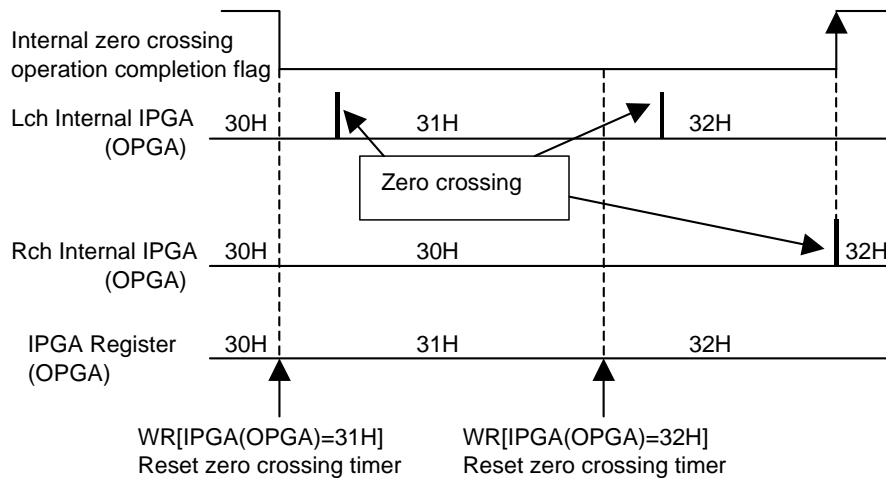 Internal zero crossing
operation completion flag
Lch Internal IPGA
(OPGA)
30H
31H
32H
Zero crossing
Rch Internal IPGA
(OPGA)
30H
30H
32H
IPGA Register
(OPGA)
30H
31H
32H
WR[IPGA(OPGA)=31H]
Reset zero crossing timer
WR[IPGA(OPGA)=32H]
Reset zero crossing timer